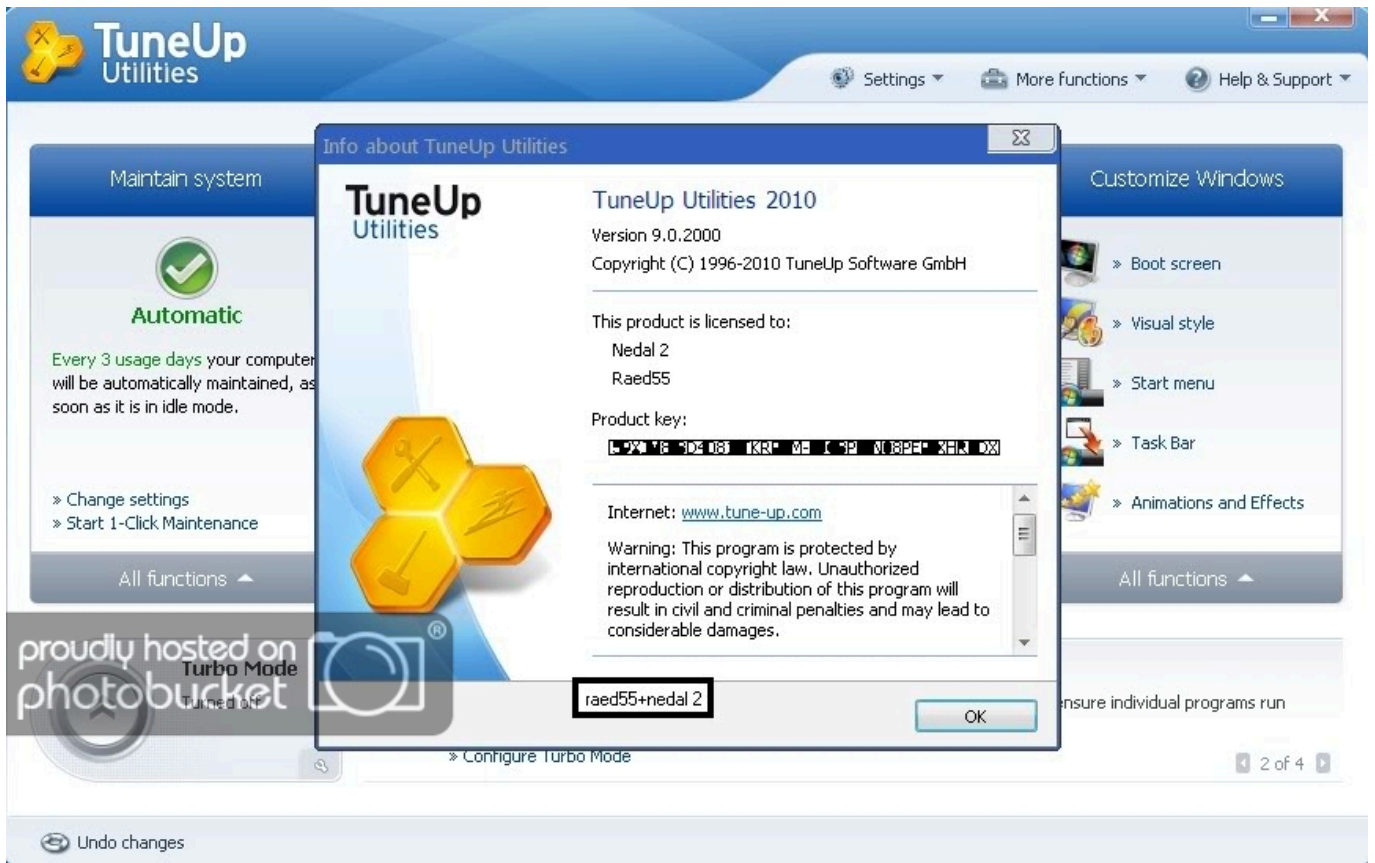 TuneUp
Utilities
Settings
More functions
Help & Support
Maintain system
Automatic
Every 3 usage days your computer
will be automatically maintained, as
soon as it is in idle mode.
» Change settings
» Start 1-Click Maintenance
All functions
Info about TuneUp Utilities
TuneUp
Utilities
TuneUp Utilities 2010
Version 9.0.2000
Copyright (C) 1996-2010 TuneUp Software GmbH
This product is licensed to:
Nedal 2
Raed55
Product key:
Internet: www.tune-up.com
Warning: This program is protected by
international copyright law. Unauthorized
reproduction or distribution of this program will
result in civil and criminal penalties and may lead to
considerable damages.
raed55+nedal 2
OK
Customize Windows
» Boot screen
» Visual style
» Start menu
» Task Bar
» Animations and Effects
All functions
proudly hosted on
photobucket
®
Turbo Mode
Turned off
ensure individual programs run
» Configure Turbo Mode
2 of 4
Undo changes